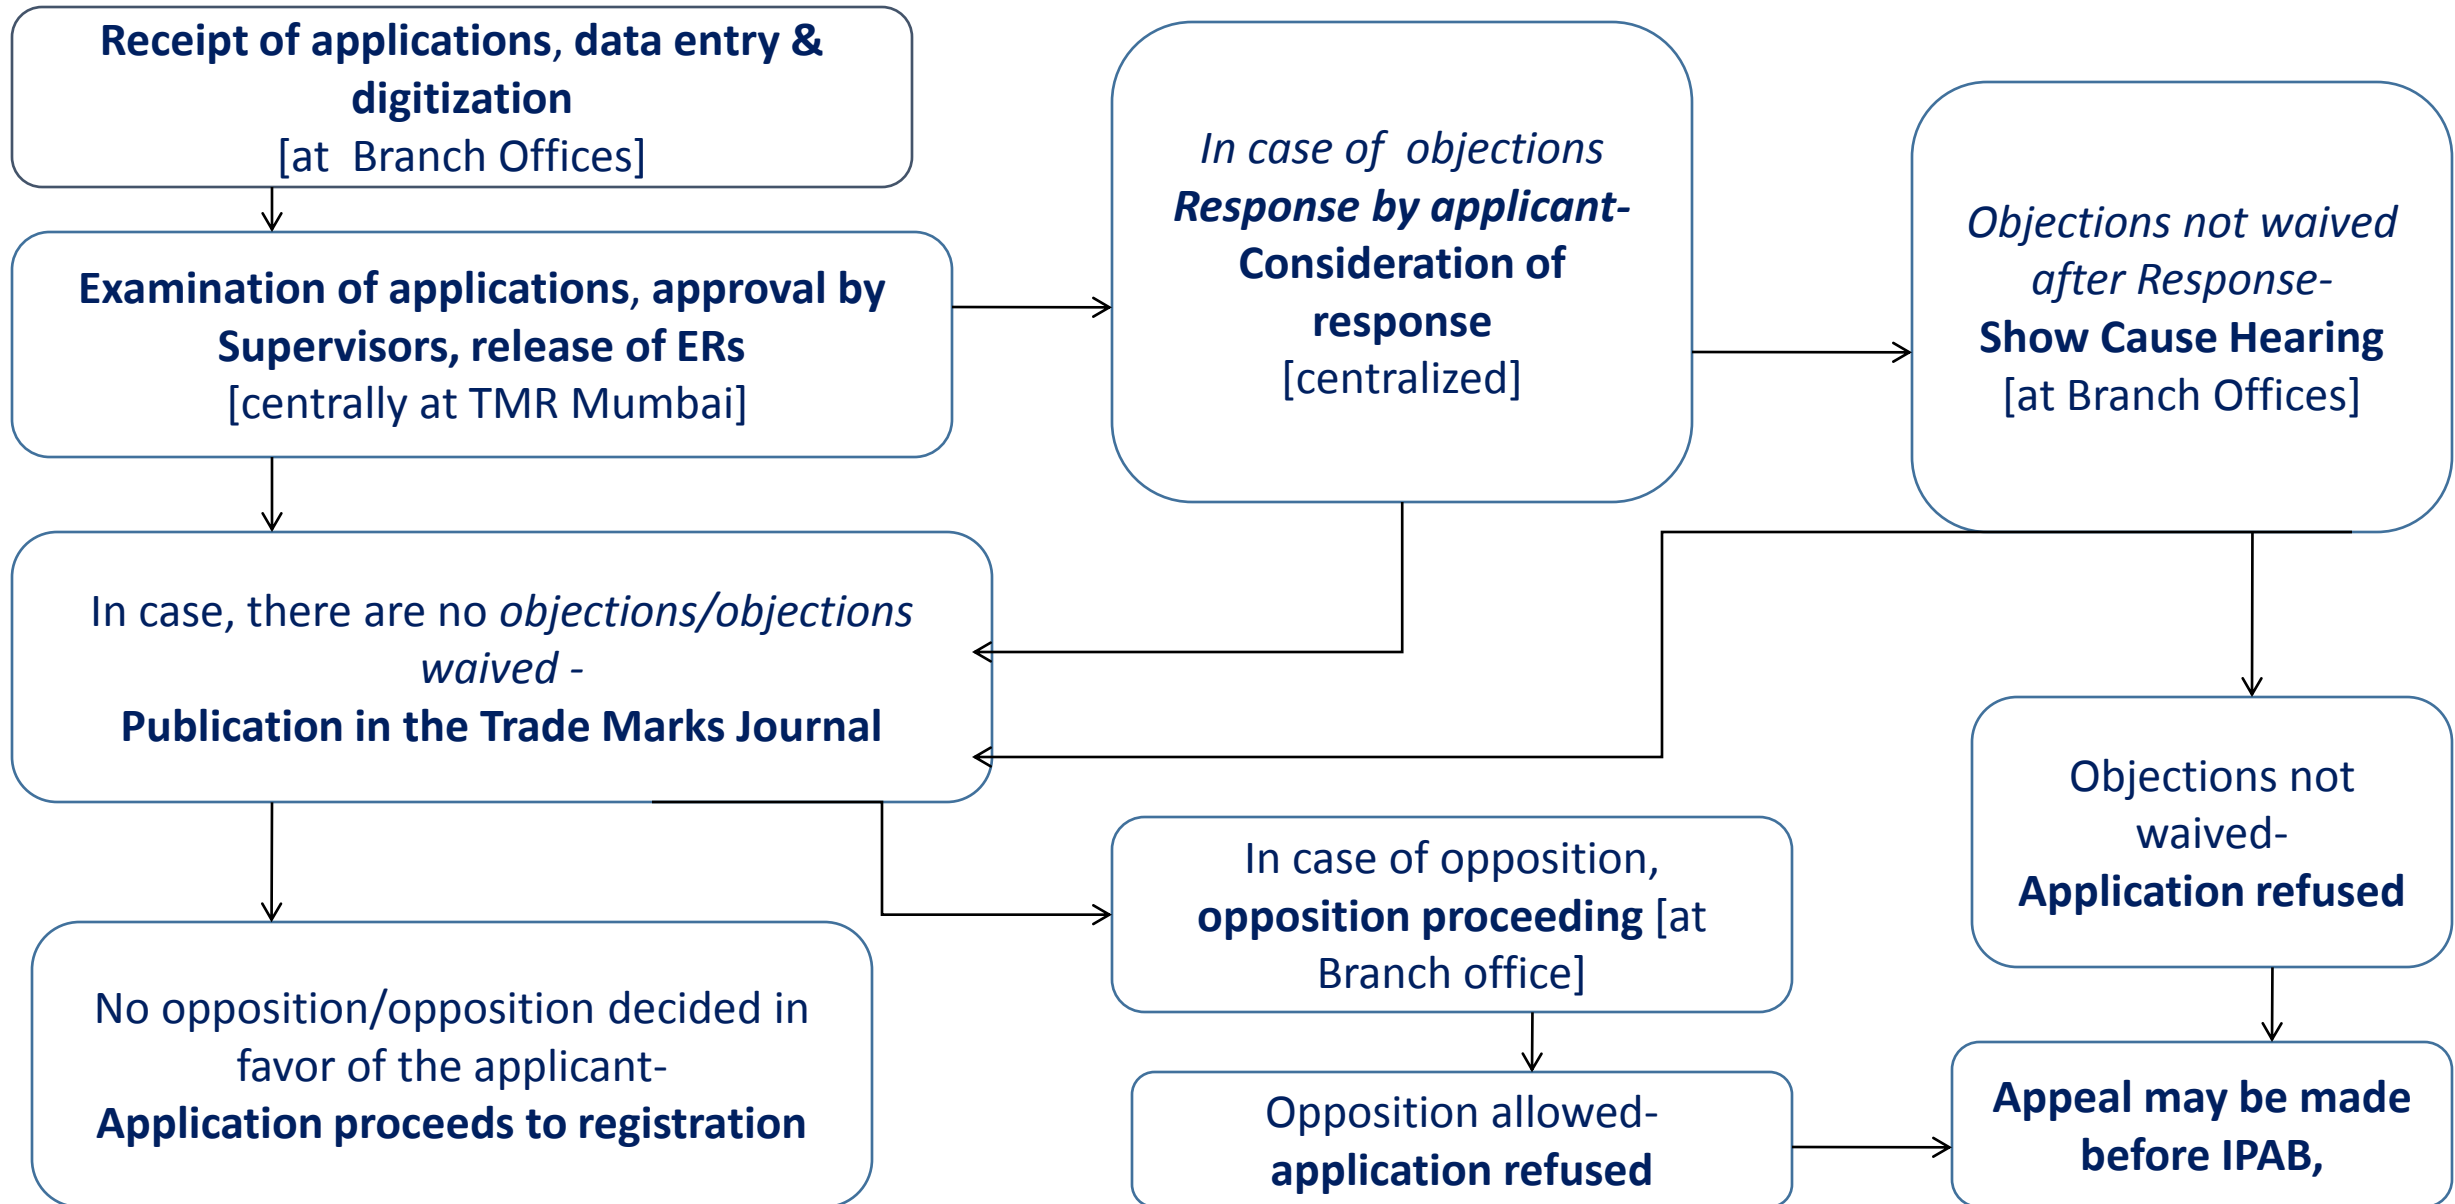 Receipt of applications, data entry &
digitization
[at Branch Offices]
Examination of applications, approval by
Supervisors, release of ERs
[centrally at TMR Mumbai]
In case of objections
Response by applicant-
Consideration of
response
[centralized]
Objections not waived
after Response-
Show Cause Hearing
[at Branch Offices]
In case, there are no objections/objections
waived -
Publication in the Trade Marks Journal
Objections not
waived-
Application refused
In case of opposition,
opposition proceeding [at
Branch office]
No opposition/opposition decided in
favor of the applicant-
Application proceeds to registration
Opposition allowed-
application refused
Appeal may be made
before IPAB,